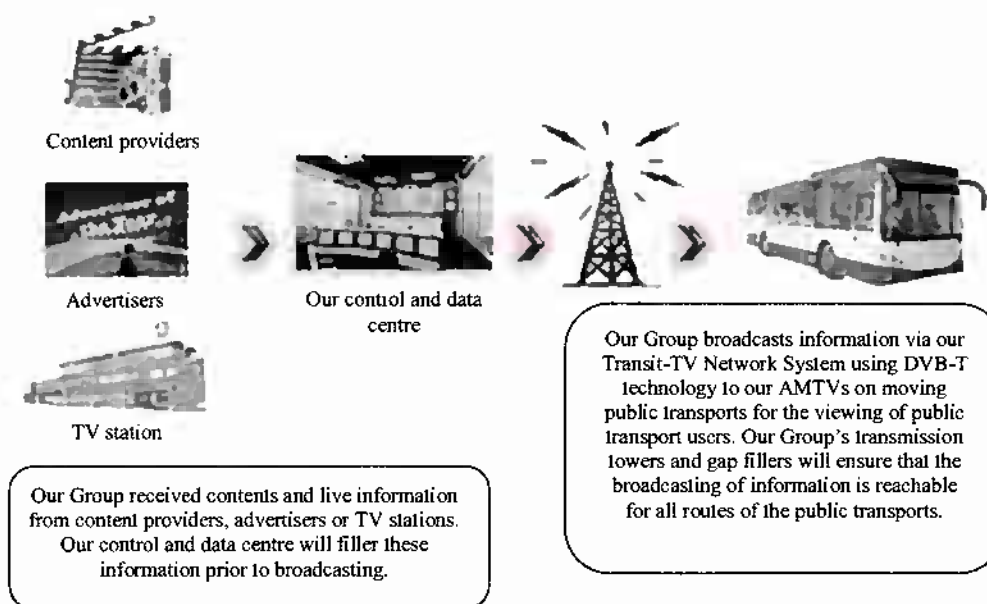 Content providers
Advertisers
TV station
Our control and data
centre
Our Group received contents and live information
from content providers, advertisers or TV stations.
Our control and data centre will filter these
information prior to broadcasting.
Our Group broadcasts information via our
Transit-TV Network System using DVB-T
technology to our AMTVs on moving
public transports for the viewing of public
transport users. Our Group's transmission
towers and gap fillers will ensure that the
broadcasting of information is reachable
for all routes of the public transports.